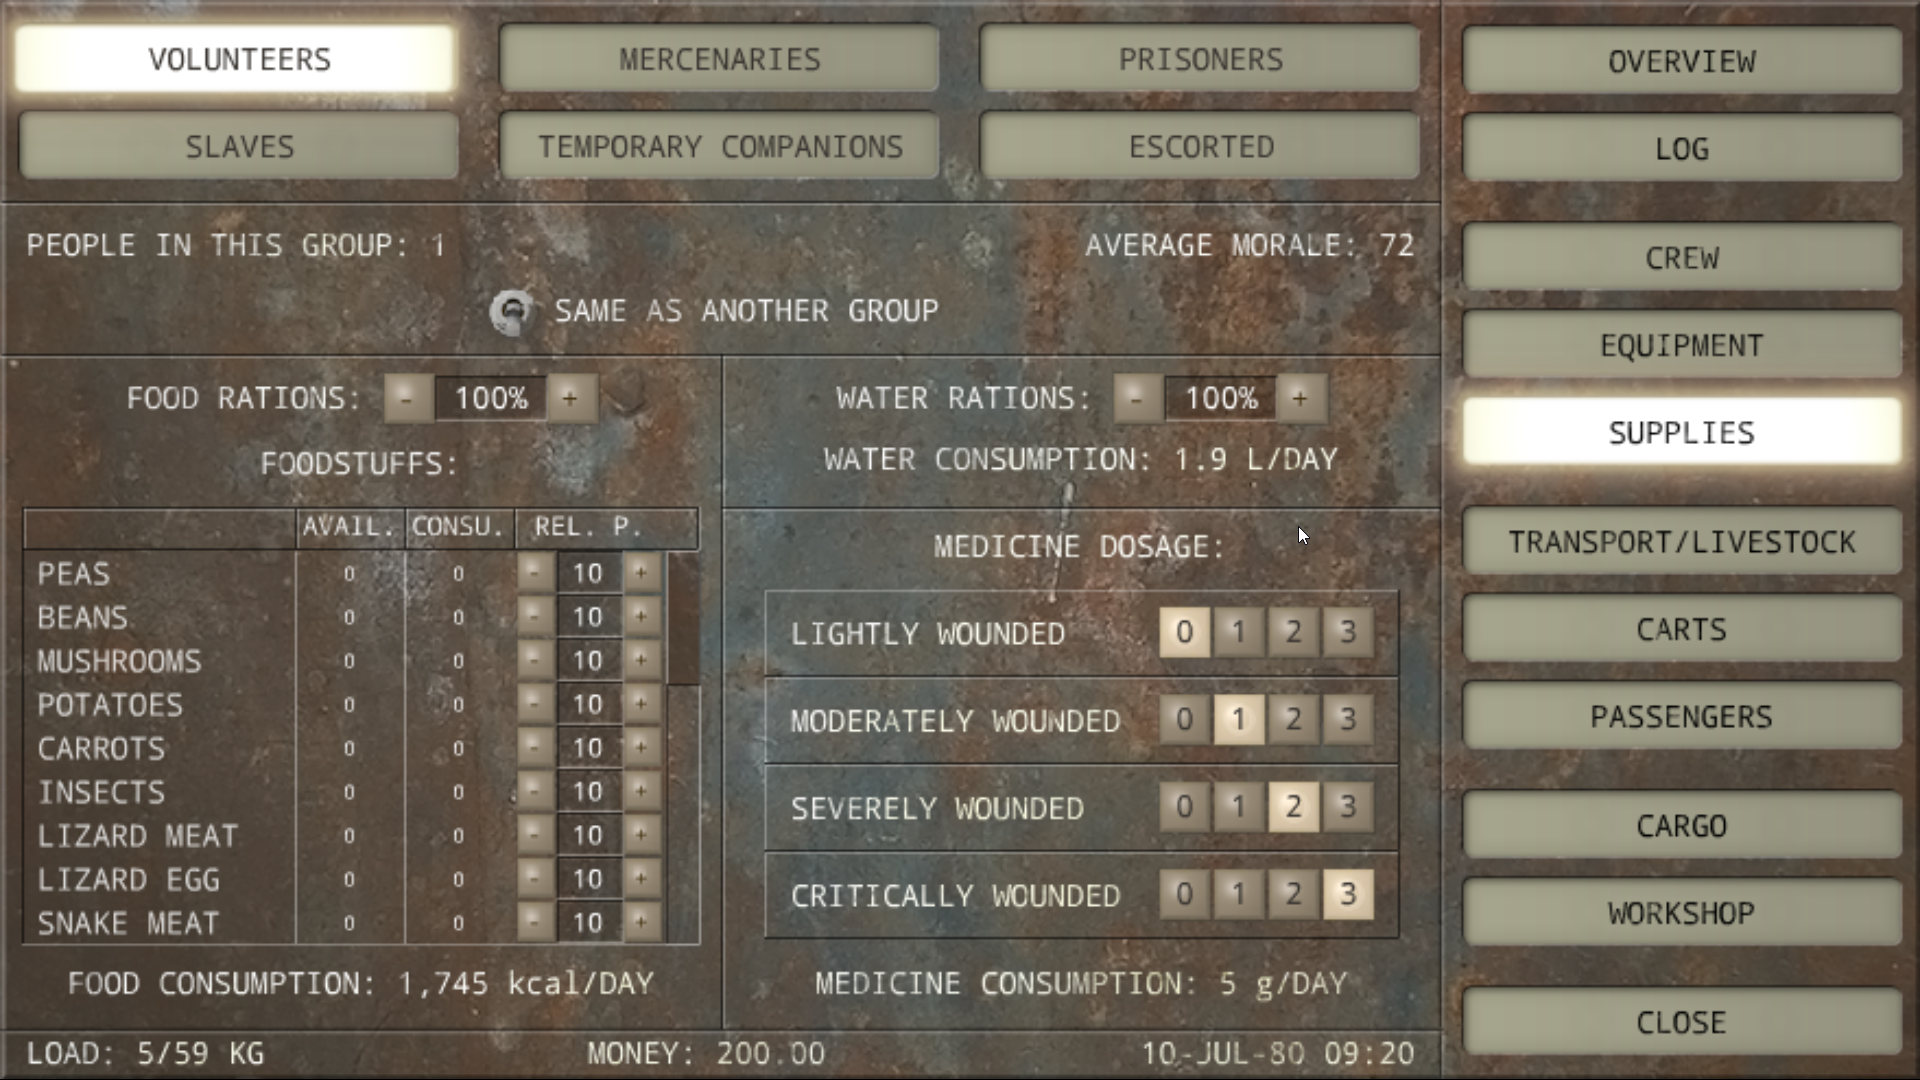 VOLUNTEERS MERCENARIES PRISONERS
SLAVES TEMPORARY COMPANIONS ESCORTED
PEOPLE IN THIS GROUP: 1 AVERAGE MORALE: 72
SAME AS ANOTHER GROUP
FOOD RATIONS: - 100% +
FOODSTUFFS:
AVAIL. CONSU. REL. P.
PEAS 0 0 - 10 +
BEANS 0 0 - 10 +
MUSHROOMS 0 0 - 10 +
POTATOES 0 0 - 10 +
CARROTS 0 0 - 10 +
INSECTS 0 0 - 10 +
LIZARD MEAT 0 0 - 10 +
LIZARD EGG 0 0 - 10 +
SNAKE MEAT 0 0 - 10 +
FOOD CONSUMPTION: 1,745 kcal/DAY
WATER RATIONS: - 100% +
WATER CONSUMPTION: 1.9 L/DAY
MEDICINE DOSAGE:
LIGHTLY WOUNDED 0 1 2 3
MODERATELY WOUNDED 0 1 2 3
SEVERELY WOUNDED 0 1 2 3
CRITICALLY WOUNDED 0 1 2 3
MEDICINE CONSUMPTION: 5 g/DAY
LOAD: 5/59 KG MONEY: 200.00 10-JUL-80 09:20
OVERVIEW
LOG
CREW
EQUIPMENT
SUPPLIES
TRANSPORT/LIVESTOCK
CARTS
PASSENGERS
CARGO
WORKSHOP
CLOSE